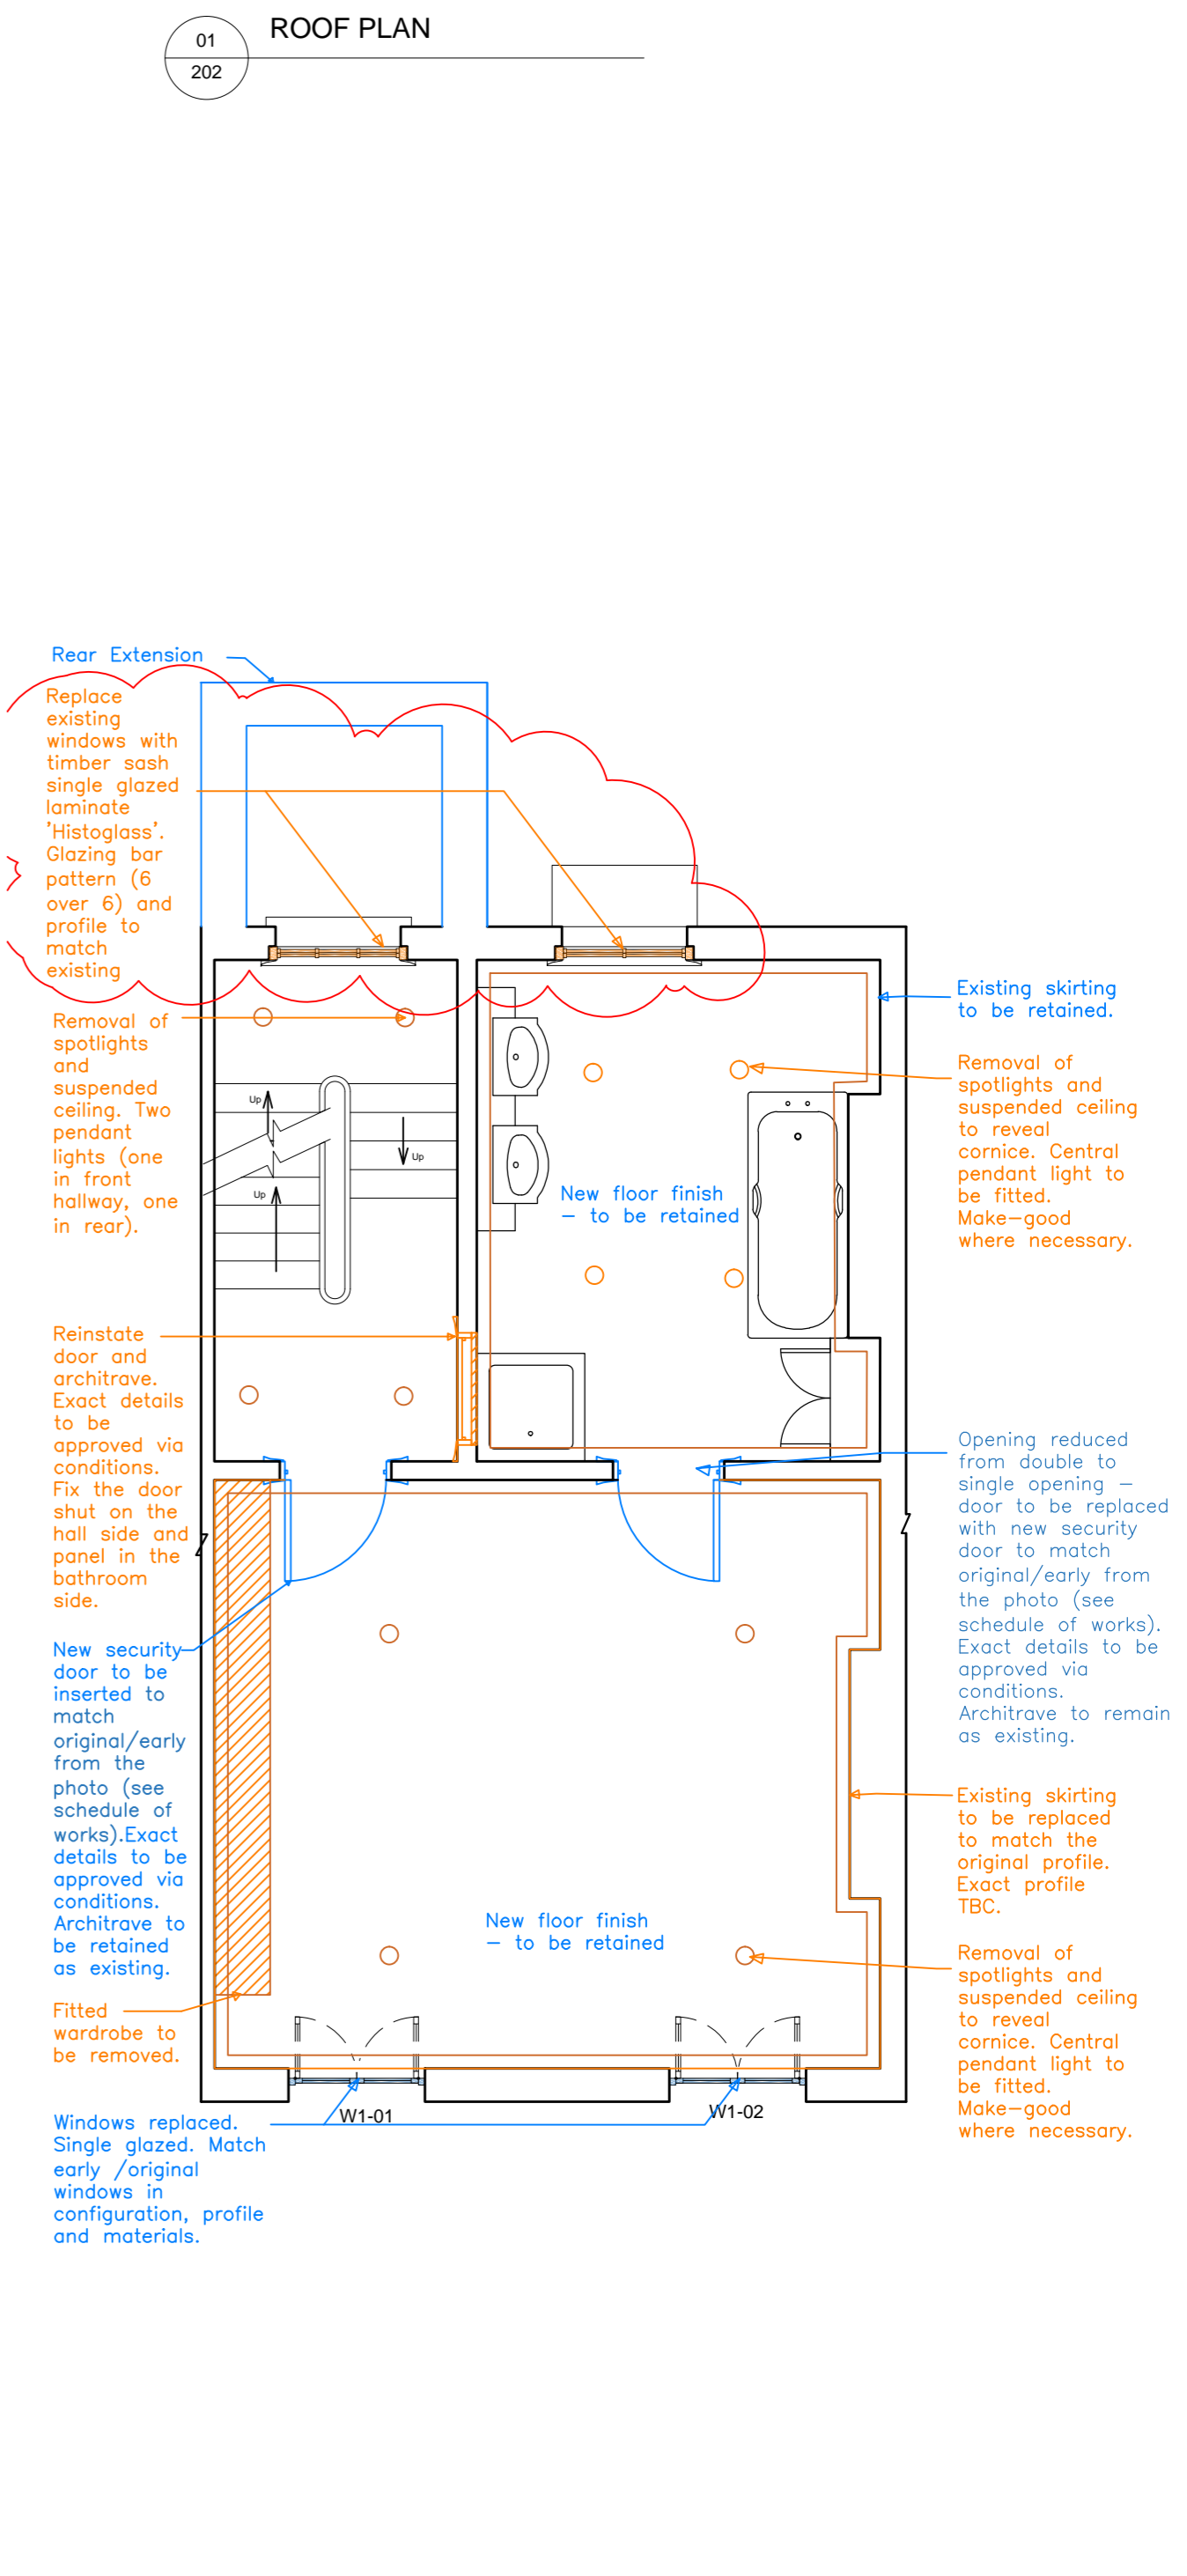 01
202
ROOF PLAN
Rear Extension
Replace
existing
windows with
timber sash
single glazed
laminate
'Histoglass'.
Glazing bar
pattern (6
over 6) and
profile to
match
existing
Removal of
spotlights
and
suspended
ceiling. Two
pendant
lights (one
in front
hallway, one
in rear).
Reinstate
door and
architrave.
Exact details
to be
approved via
conditions.
Fix the door
shut on the
hall side and
panel in the
bathroom
side.
New security
door to be
inserted to
match
original/early
from the
photo (see
schedule of
works).Exact
details to be
approved via
conditions.
Architrave to
be retained
as existing.
Fitted
wardrobe to
be removed.
Windows replaced.
Single glazed. Match
early /original
windows in
configuration, profile
and materials.
Up
Up
Up
New floor finish
– to be retained
New floor finish
– to be retained
W1-01
W1-02
Existing skirting
to be retained.
Removal of
spotlights and
suspended ceiling
to reveal
cornice. Central
pendant light to
be fitted.
Make–good
where necessary.
Opening reduced
from double to
single opening –
door to be replaced
with new security
door to match
original/early from
the photo (see
schedule of works).
Exact details to be
approved via
conditions.
Architrave to remain
as existing.
Existing skirting
to be replaced
to match the
original profile.
Exact profile
TBC.
Removal of
spotlights and
suspended ceiling
to reveal
cornice. Central
pendant light to
be fitted.
Make–good
where necessary.